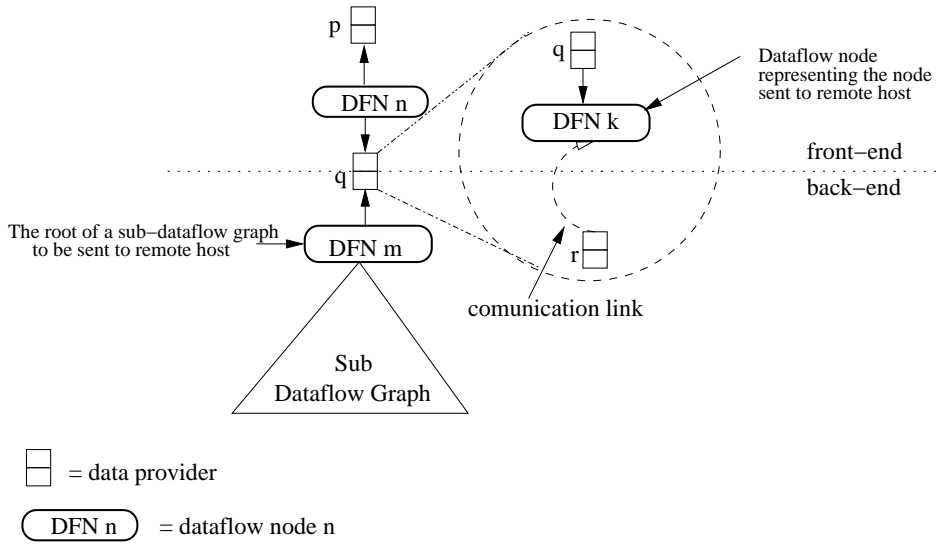 p
DFN n
q
q
DFN k
Dataflow node
representing the node
sent to remote host
front-end
back-end
The root of a sub-dataflow graph
to be sent to remote host
DFN m
r
comunication link
Sub
Dataflow Graph
= data provider
DFN n
= dataflow node n